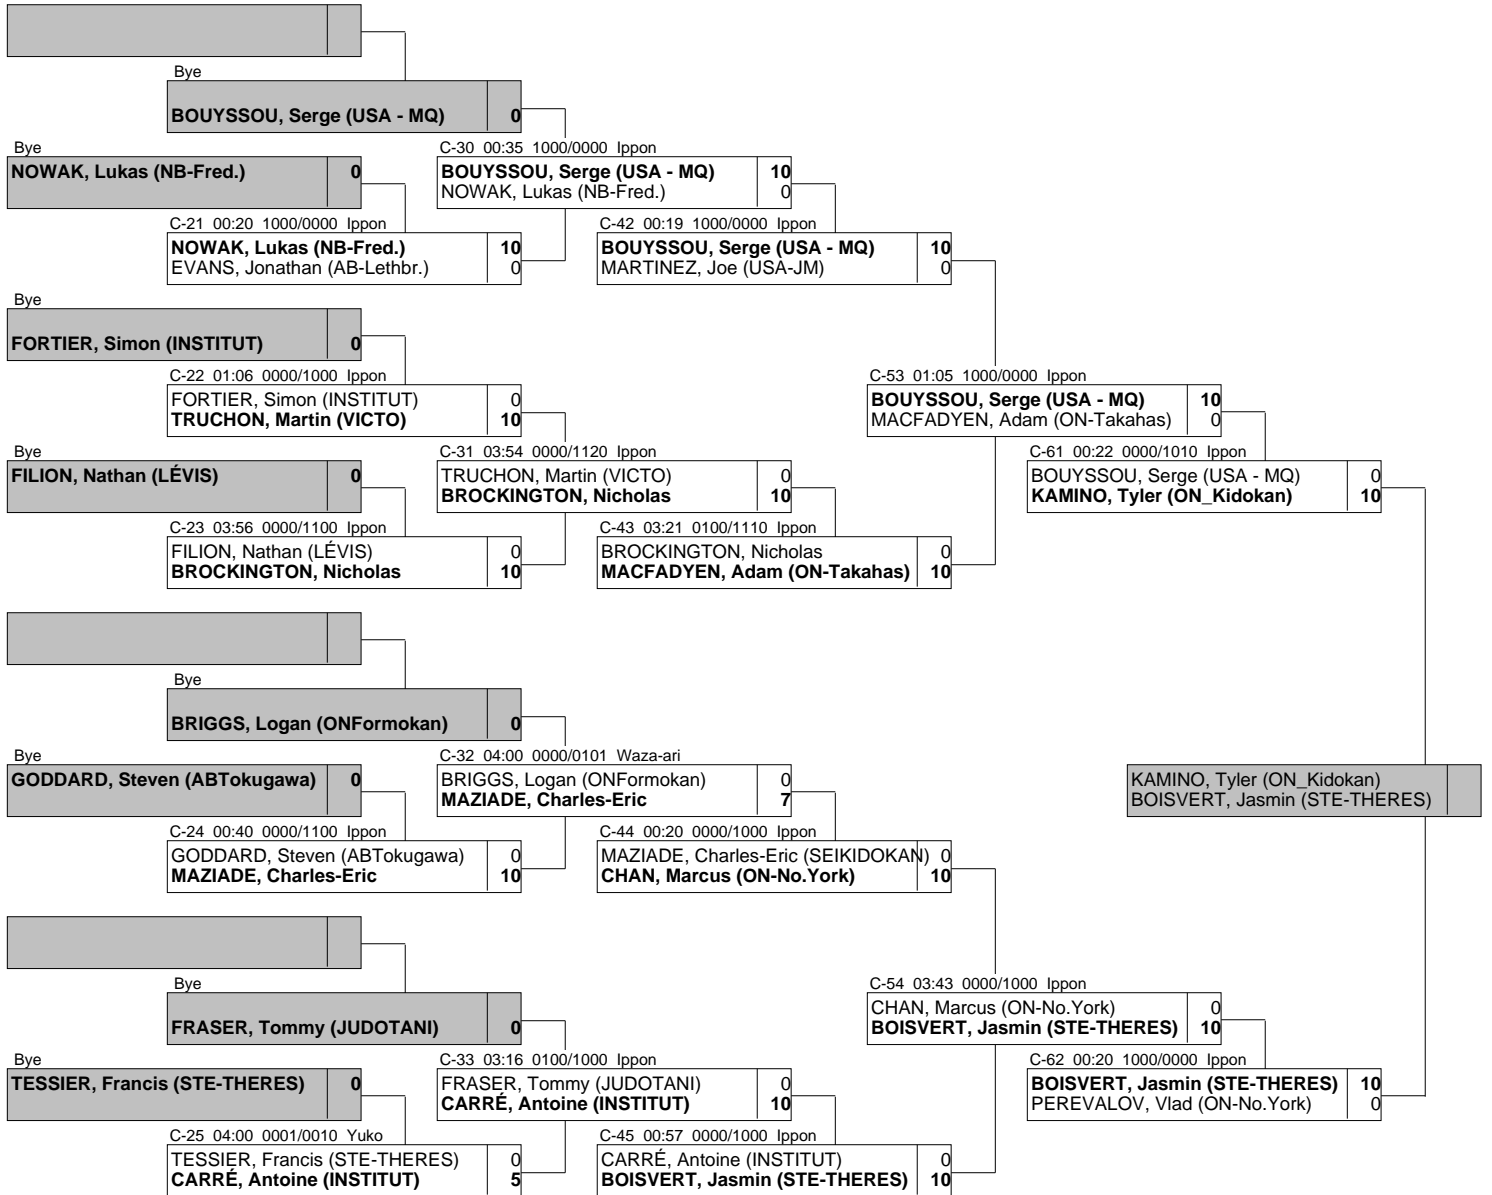 Bye
BOUYSSOU, Serge (USA - MQ) 0
Bye
NOWAK, Lukas (NB-Fred.) 0
C-30 00:35 1000/0000 Ippon
BOUYSSOU, Serge (USA - MQ) 10
NOWAK, Lukas (NB-Fred.) 0
C-21 00:20 1000/0000 Ippon
NOWAK, Lukas (NB-Fred.) 10
EVANS, Jonathan (AB-Lethbr.) 0
C-42 00:19 1000/0000 Ippon
BOUYSSOU, Serge (USA - MQ) 10
MARTINEZ, Joe (USA-JM) 0
Bye
FORTIER, Simon (INSTITUT) 0
C-22 01:06 0000/1000 Ippon
FORTIER, Simon (INSTITUT) 0
TRUCHON, Martin (VICTO) 10
C-53 01:05 1000/0000 Ippon
BOUYSSOU, Serge (USA - MQ) 10
MACFADYEN, Adam (ON-Takahas) 0
Bye
FILION, Nathan (LÉVIS) 0
C-31 03:54 0000/1120 Ippon
TRUCHON, Martin (VICTO) 0
BROCKINGTON, Nicholas 10
C-61 00:22 0000/1010 Ippon
BOUYSSOU, Serge (USA - MQ) 0
KAMINO, Tyler (ON_Kidokan) 10
C-23 03:56 0000/1100 Ippon
FILION, Nathan (LÉVIS) 0
BROCKINGTON, Nicholas 10
C-43 03:21 0100/1110 Ippon
BROCKINGTON, Nicholas 0
MACFADYEN, Adam (ON-Takahas) 10
Bye
BRIGGS, Logan (ONFormokan) 0
Bye
GODDARD, Steven (ABTokugawa) 0
C-32 04:00 0000/0101 Waza-ari
BRIGGS, Logan (ONFormokan) 0
MAZIADE, Charles-Eric 7
KAMINO, Tyler (ON_Kidokan)
BOISVERT, Jasmin (STE-THERES)
C-24 00:40 0000/1100 Ippon
GODDARD, Steven (ABTokugawa) 0
MAZIADE, Charles-Eric 10
C-44 00:20 0000/1000 Ippon
MAZIADE, Charles-Eric (SEIKIDOKAN) 0
CHAN, Marcus (ON-No.York) 10
Bye
FRASER, Tommy (JUDOTANI) 0
C-54 03:43 0000/1000 Ippon
CHAN, Marcus (ON-No.York) 0
BOISVERT, Jasmin (STE-THERES) 10
Bye
TESSIER, Francis (STE-THERES) 0
C-33 03:16 0100/1000 Ippon
FRASER, Tommy (JUDOTANI) 0
CARRÉ, Antoine (INSTITUT) 10
C-62 00:20 1000/0000 Ippon
BOISVERT, Jasmin (STE-THERES) 10
PEREVALOV, Vlad (ON-No.York) 0
C-25 04:00 0001/0010 Yuko
TESSIER, Francis (STE-THERES) 0
CARRÉ, Antoine (INSTITUT) 5
C-45 00:57 0000/1000 Ippon
CARRÉ, Antoine (INSTITUT) 0
BOISVERT, Jasmin (STE-THERES) 10